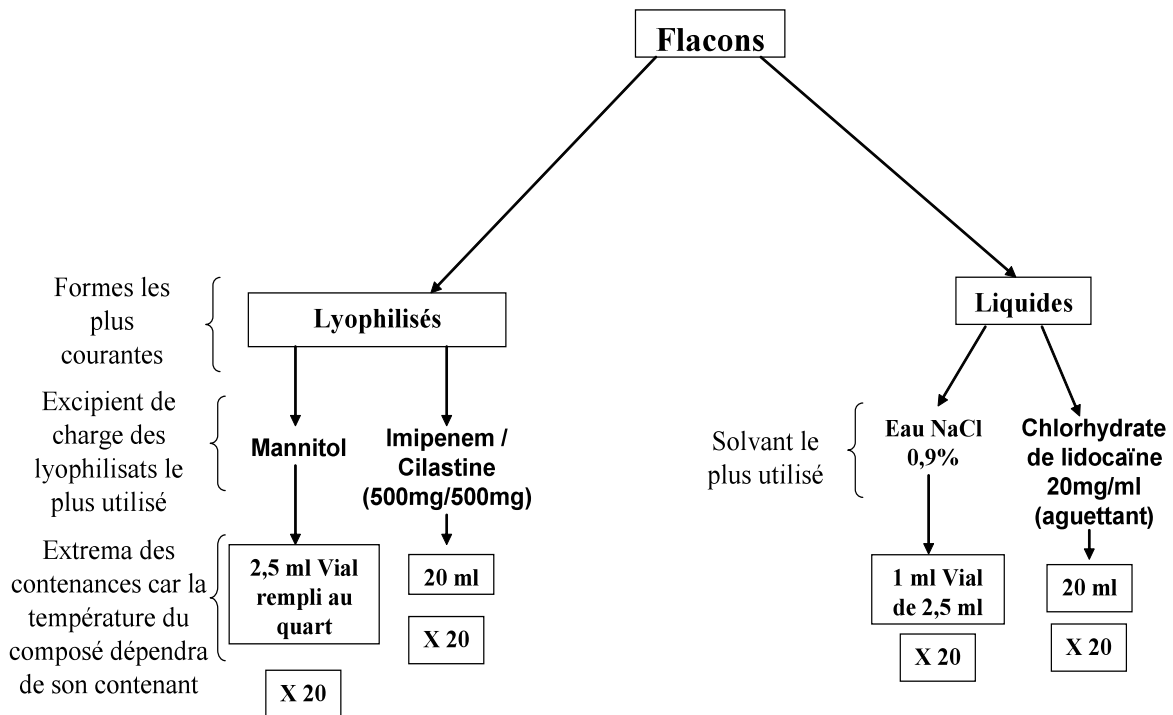 Flacons
Formes les
plus
courantes
Lyophilisés
Liquides
Excipient de
charge des
lyophilisats le
plus utilisé
Mannitol
Imipenem /
Cilastine
(500mg/500mg)
Solvant le
plus utilisé
Eau NaCl
0,9%
Chlorhydrate
de lidocaïne
20mg/ml
(aguettant)
Extrema des
contenances car la
température du
composé dépendra
de son contenant
2,5 ml Vial
rempli au
quart
X 20
20 ml
X 20
1 ml Vial
de 2,5 ml
X 20
20 ml
X 20